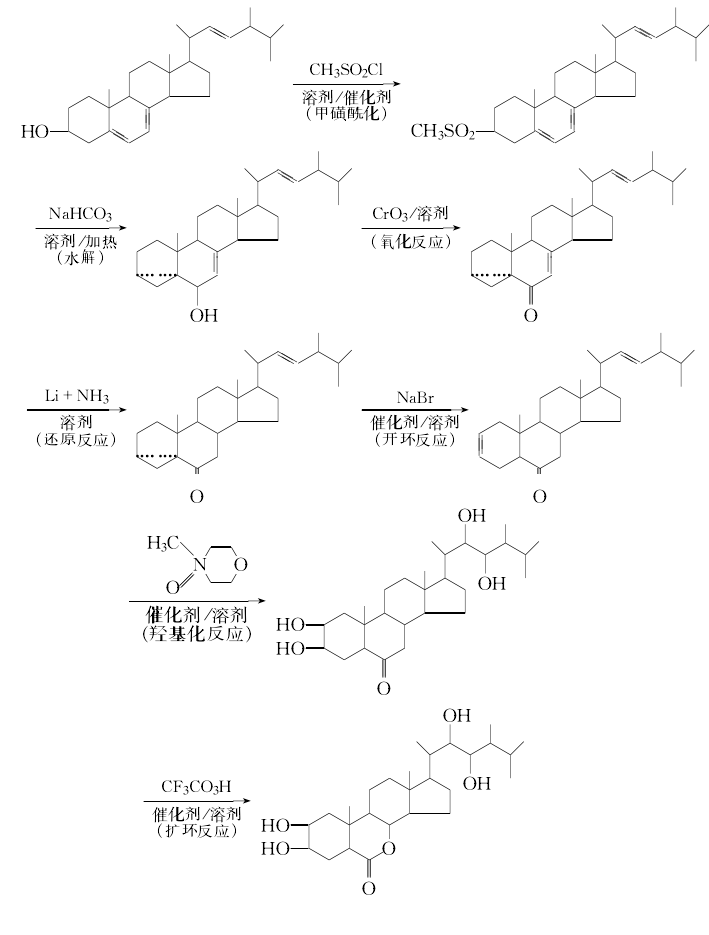 HO
CH3SO2Cl
溶剂/催化剂
(甲磺酰化)
CH3SO2
NaHCO3
溶剂/加热
(水解)
OH
CrO3/溶剂
(氧化反应)
O
Li + NH3
溶剂
(还原反应)
O
NaBr
催化剂/溶剂
(开环反应)
O
H3C
N
O
O
催化剂/溶剂
(羟基化反应)
OH
OH
HO
HO
O
CF3CO3H
催化剂/溶剂
(扩环反应)
OH
OH
HO
HO
O
O